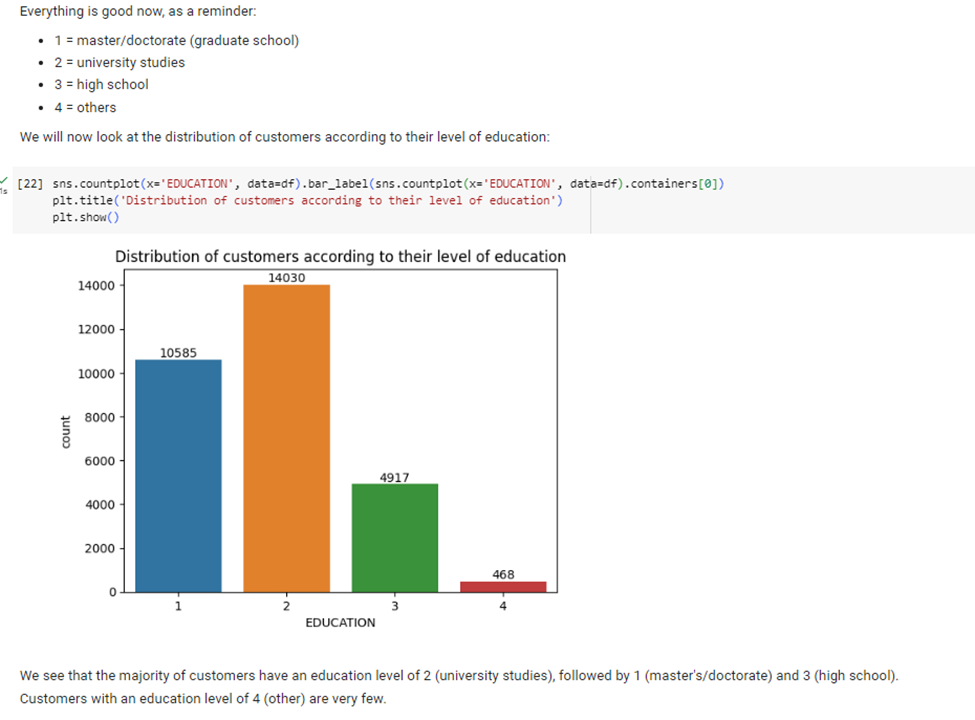 Everything is good now, as a reminder:
• 1 = master/doctorate (graduate school)
• 2 = university studies
• 3 = high school
• 4 = others
We will now look at the distribution of customers according to their level of education:
[22] sns.countplot(x='EDUCATION', data=df).bar_label(sns.countplot(x='EDUCATION', data=df).containers[0])
1s
plt.title('Distribution of customers according to their level of education')
plt.show()
Distribution of customers according to their level of education
14030
14000
12000
10585
10000
8000
count
6000
4917
4000
2000
468
0
1 2 3 4
EDUCATION
We see that the majority of customers have an education level of 2 (university studies), followed by 1 (master's/doctorate) and 3 (high school).
Customers with an education level of 4 (other) are very few.